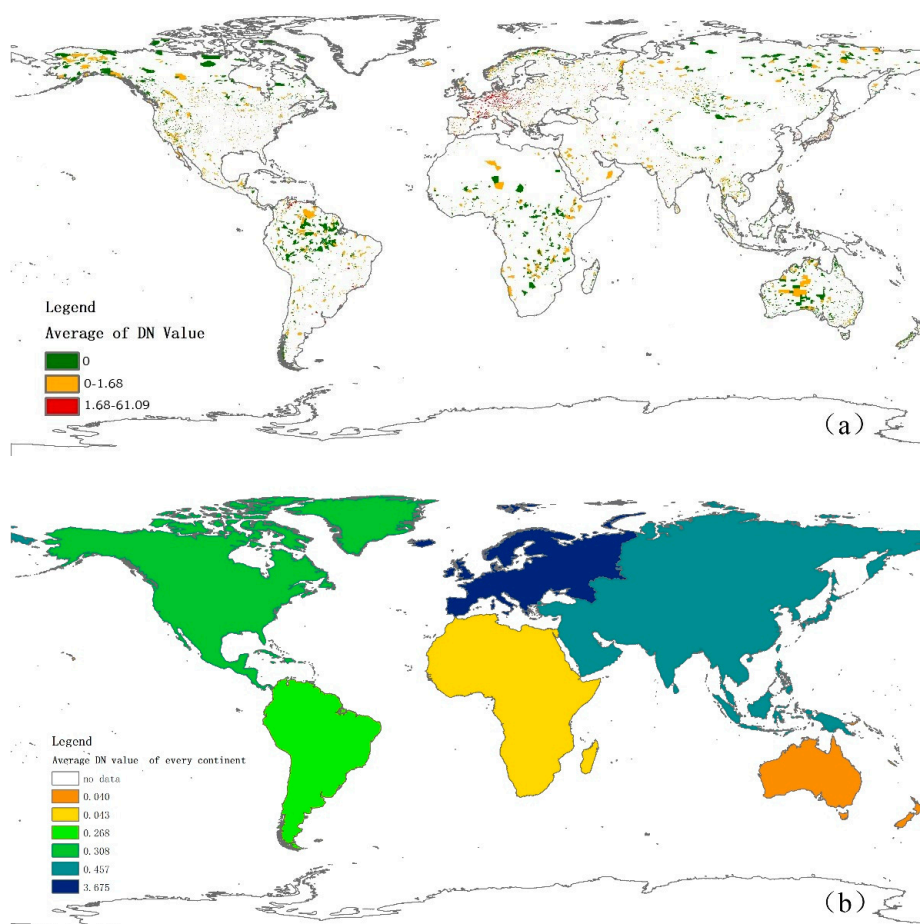 Legend
Average of DN Value
0
0-1.68
1.68-61.09
(a)
Legend
Average DN value of every continent
no data
0.040
0.043
0.268
0.308
0.457
3.675
(b)